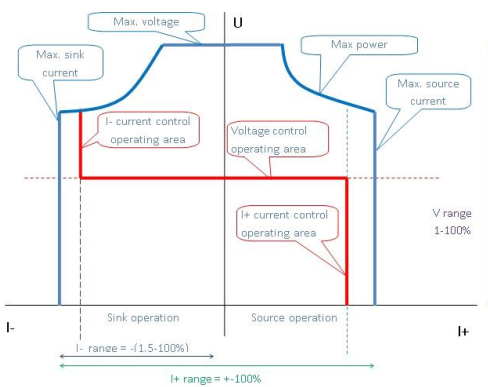 Max. voltage
U
Max. sink
current
Max power
Max. source
current
I- current control
operating area
Voltage control
operating area
I+ current control
operating area
V range
1-100%
Sink operation
Source operation
I-
I+
I- range = -(1.5-100%)
I+ range = +-100%